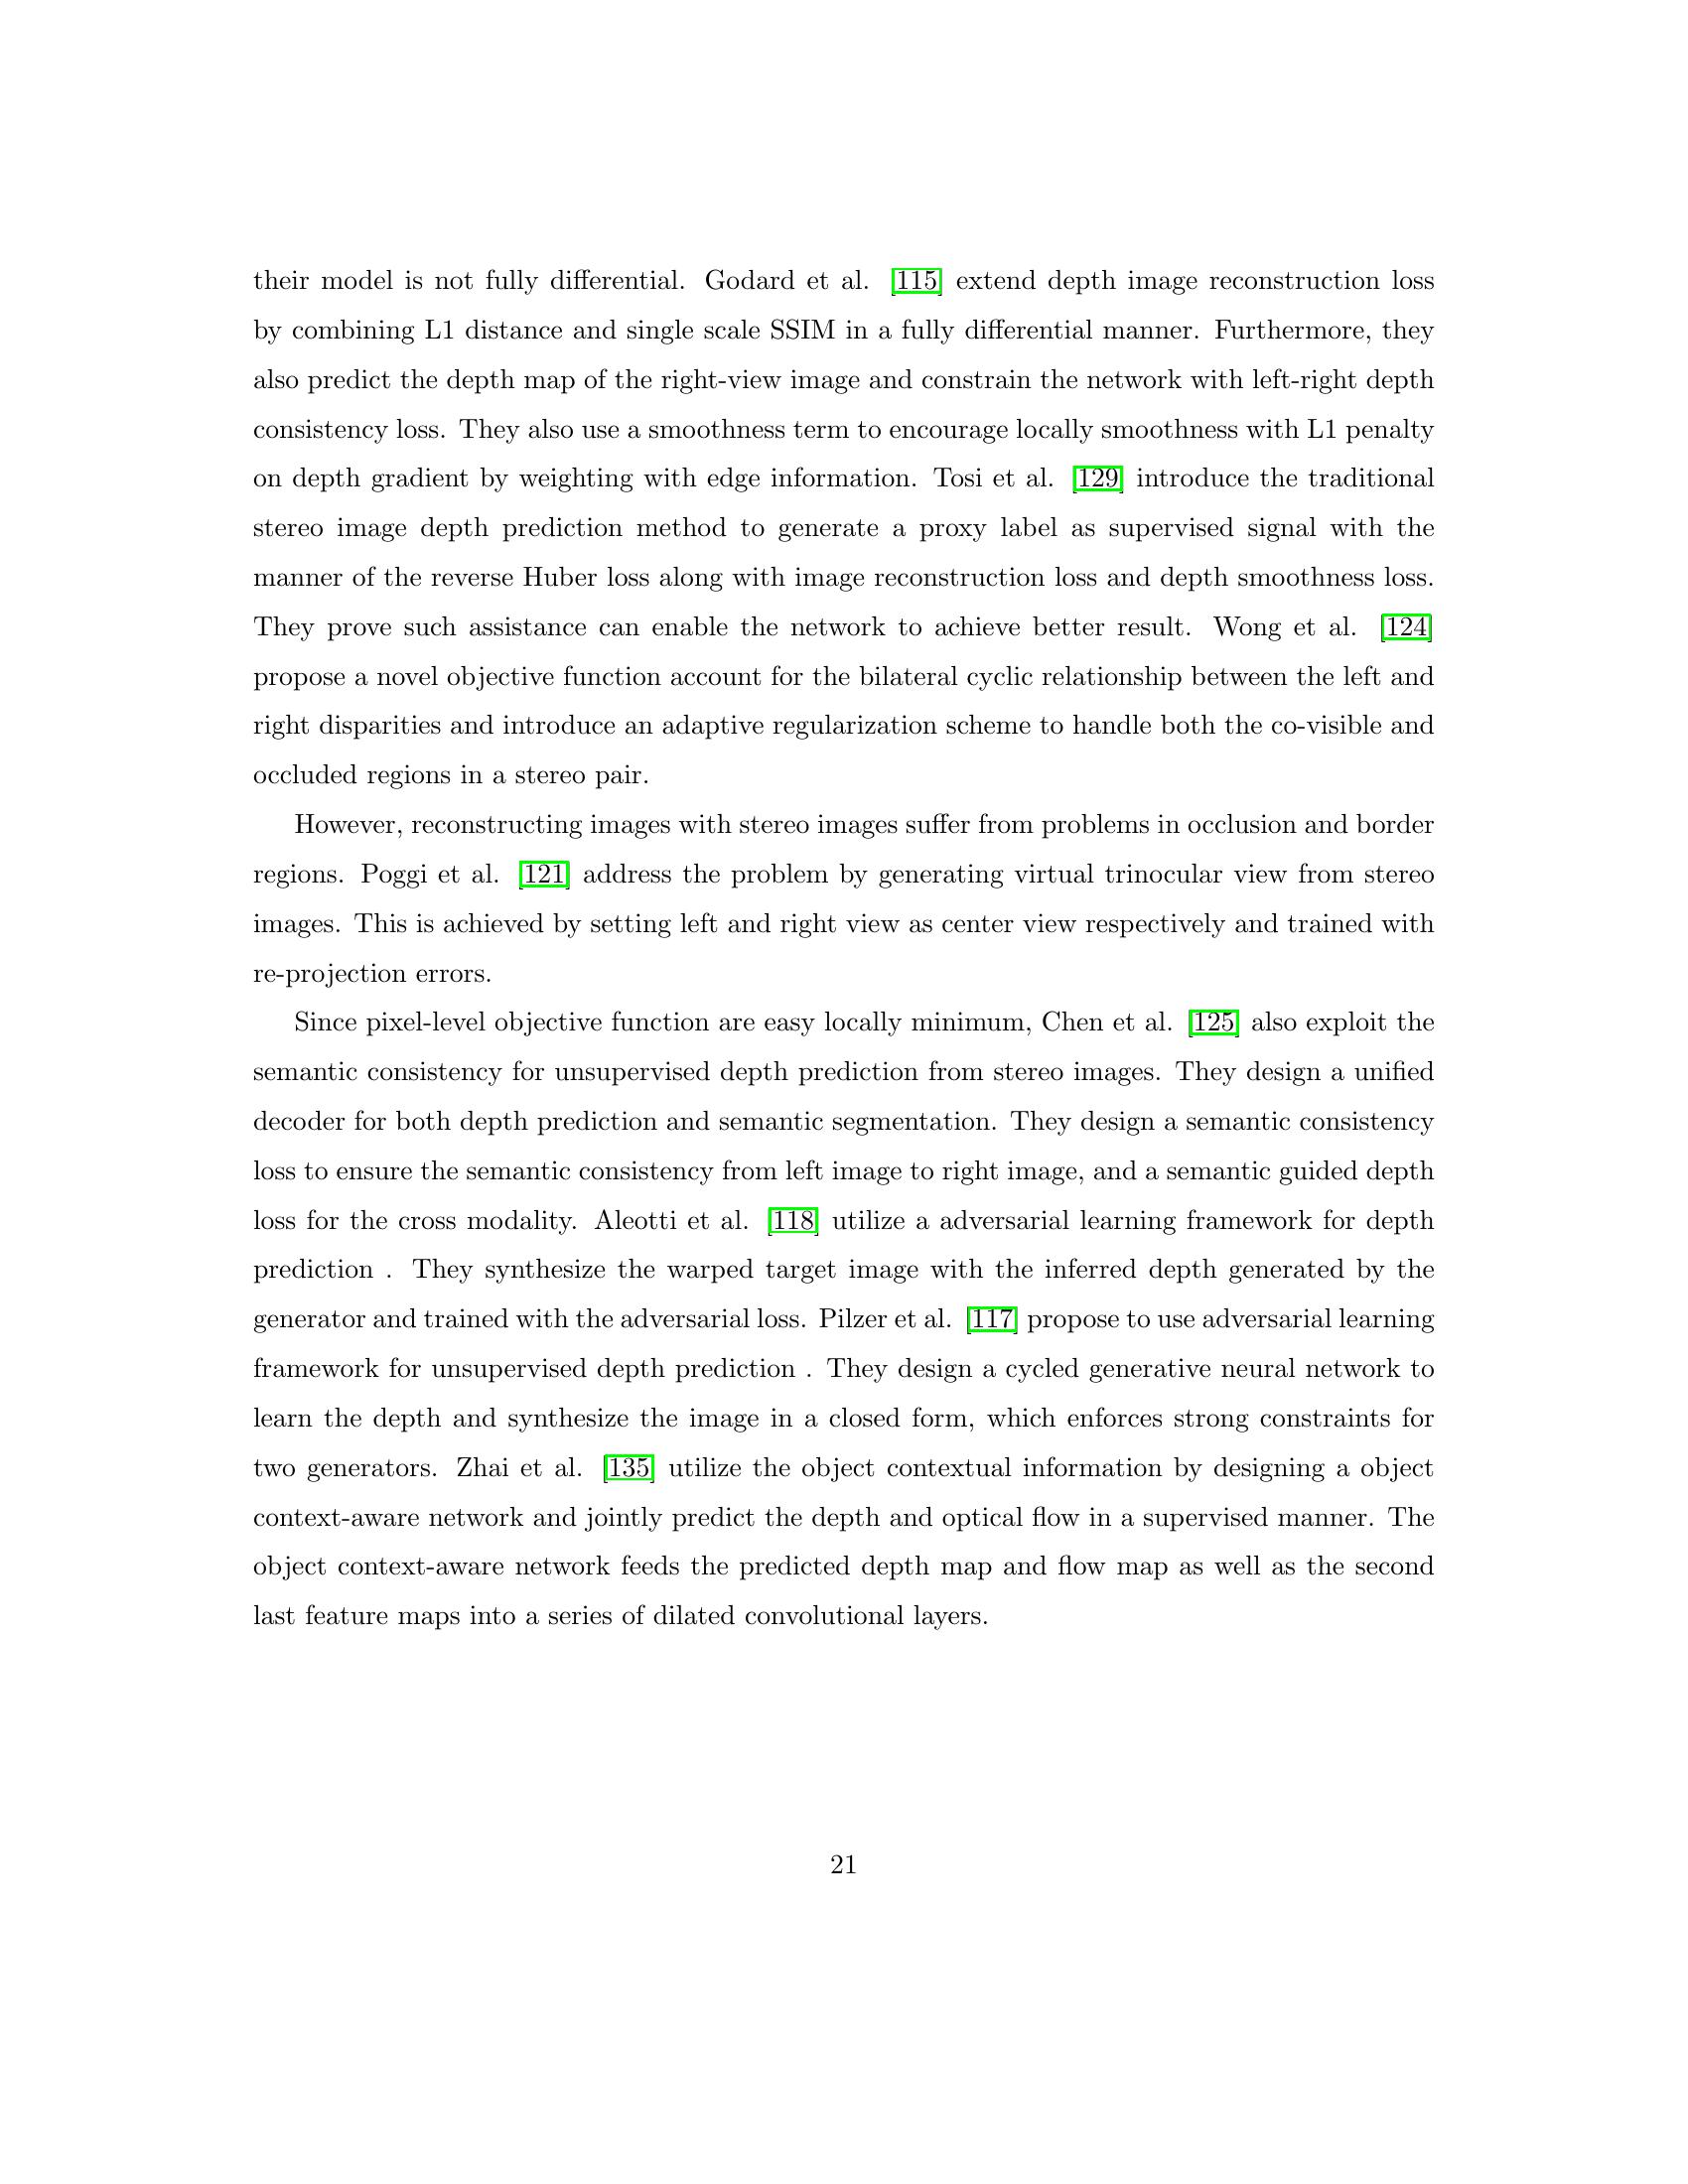 their model is not fully differential. Godard et al. [115] extend depth image reconstruction loss
by combining L1 distance and single scale SSIM in a fully differential manner. Furthermore, they
also predict the depth map of the right-view image and constrain the network with left-right depth
consistency loss. They also use a smoothness term to encourage locally smoothness with L1 penalty
on depth gradient by weighting with edge information. Tosi et al. [129] introduce the traditional
stereo image depth prediction method to generate a proxy label as supervised signal with the
manner of the reverse Huber loss along with image reconstruction loss and depth smoothness loss.
They prove such assistance can enable the network to achieve better result. Wong et al. [124]
propose a novel objective function account for the bilateral cyclic relationship between the left and
right disparities and introduce an adaptive regularization scheme to handle both the co-visible and
occluded regions in a stereo pair.
However, reconstructing images with stereo images suffer from problems in occlusion and border
regions. Poggi et al. [121] address the problem by generating virtual trinocular view from stereo
images. This is achieved by setting left and right view as center view respectively and trained with
re-projection errors.
Since pixel-level objective function are easy locally minimum, Chen et al. [125] also exploit the
semantic consistency for unsupervised depth prediction from stereo images. They design a unified
decoder for both depth prediction and semantic segmentation. They design a semantic consistency
loss to ensure the semantic consistency from left image to right image, and a semantic guided depth
loss for the cross modality. Aleotti et al. [118] utilize a adversarial learning framework for depth
prediction . They synthesize the warped target image with the inferred depth generated by the
generator and trained with the adversarial loss. Pilzer et al. [117] propose to use adversarial learning
framework for unsupervised depth prediction . They design a cycled generative neural network to
learn the depth and synthesize the image in a closed form, which enforces strong constraints for
two generators. Zhai et al. [135] utilize the object contextual information by designing a object
context-aware network and jointly predict the depth and optical flow in a supervised manner. The
object context-aware network feeds the predicted depth map and flow map as well as the second
last feature maps into a series of dilated convolutional layers.
21